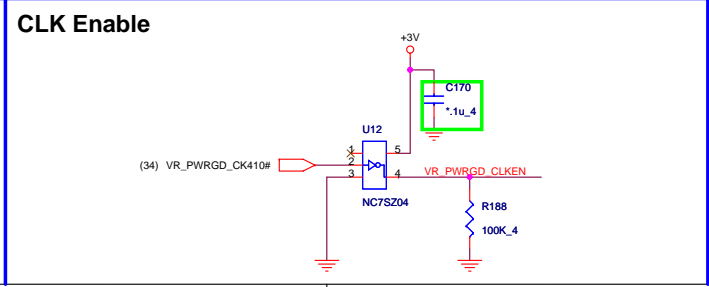 CLK Enable
+3V
C170
*.1u_4
U12
1
5
2
(34) VR_PWRGD_CK410#
3
4
VR_PWRGD_CLKEN
NC7SZ04
R188
100K_4